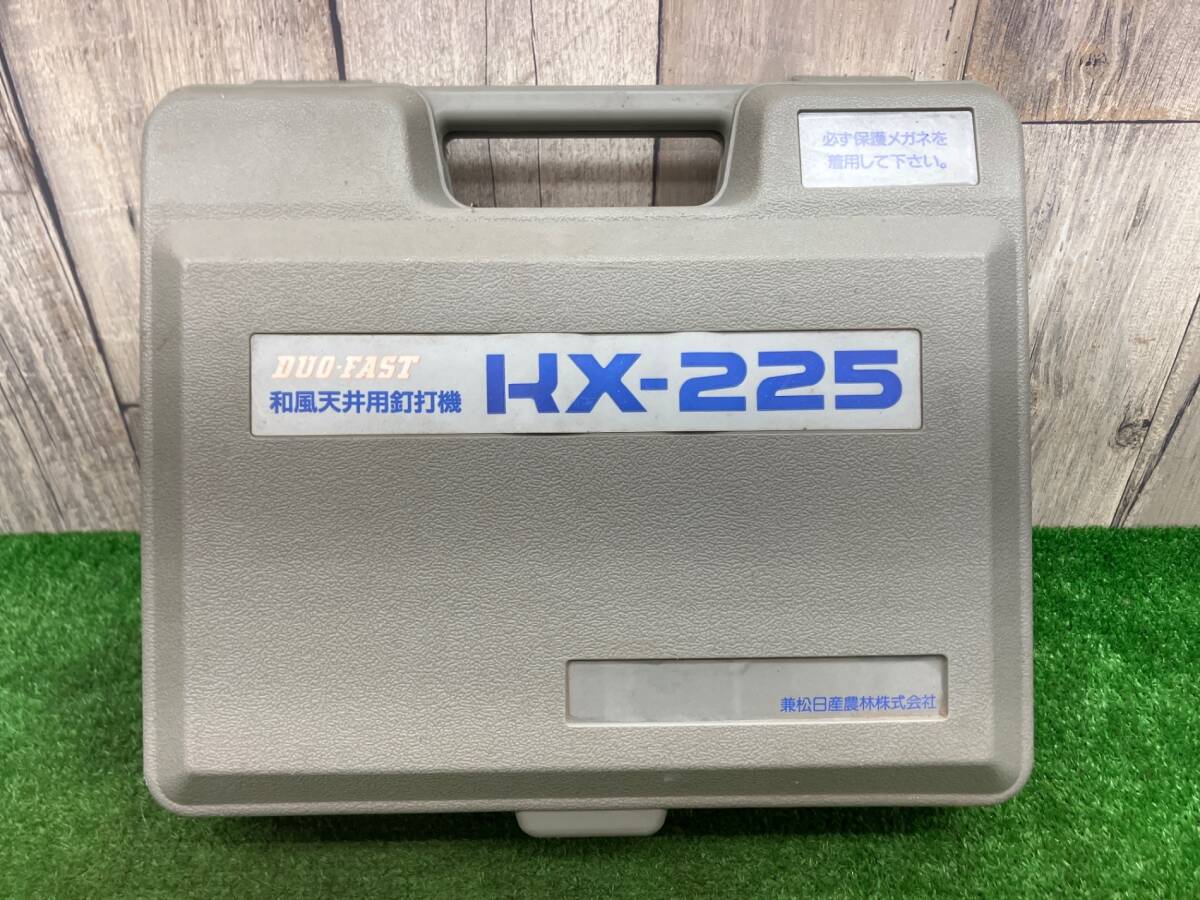 必ず保護メガネを
着用して下さい。
DUO-FAST
和風天井用釘打機
KX-225
兼松日産農林株式会社